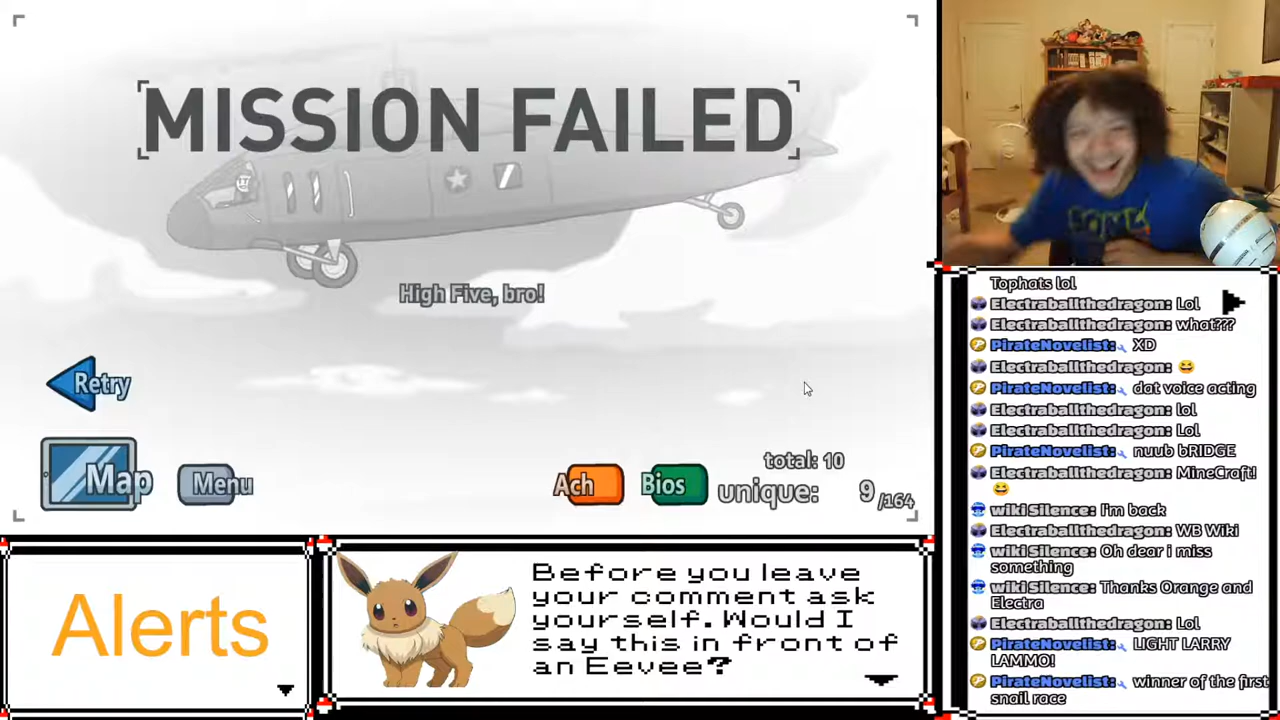 MISSION FAILED
High Five, bro!
Retry
Map
Menu
Ach
Bios
total: 10
unique: 9/164
Tophats lol
Electraballthedragon: Lol
Electraballthedragon: what???
PirateNovelist: XD
Electraballthedragon: 😆
PirateNovelist: dat voice acting
Electraballthedragon: lol
Electraballthedragon: Lol
PirateNovelist: nuub bRIDGE
Electraballthedragon: MineCraft!
😆
wiki Silence: I'm back
Electraballthedragon: WB Wiki
wiki Silence: Oh dear i miss
something
wiki Silence: Thanks Orange and
Electra
Electraballthedragon: Lol
PirateNovelist: LIGHT LARRY
LAMMO!
PirateNovelist: winner of the first
snail race
Alerts
Before you leave
your comment ask
yourself. Would I
say this in front of
an Eevee?